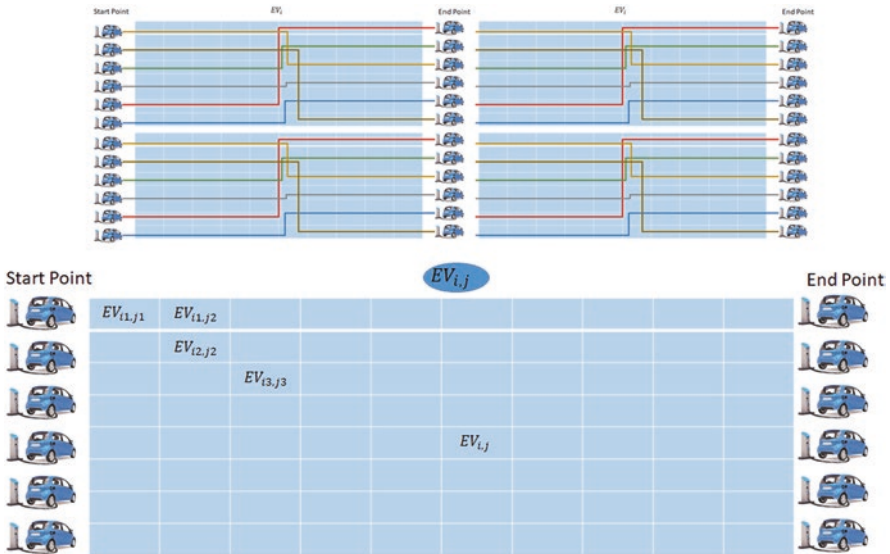 Start Point EV_i End Point EV_j End Point
Start Point EV_{i,j} End Point
EV_{i1,j1} EV_{i1,j2}
EV_{i2,j2}
EV_{i3,j3}
EV_{i,j}